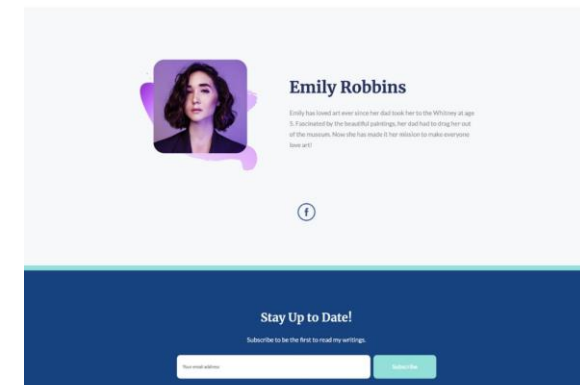 Emily Robbins
Emily has loved art ever since her dad took her to the Whitney at age
5. Fascinated by the beautiful paintings, her dad had to drag her out
of the museum. Now she has made it her mission to make everyone
love art!
f
Stay Up to Date!
Subscribe to be the first to read my writings.
Your email address
Subscribe